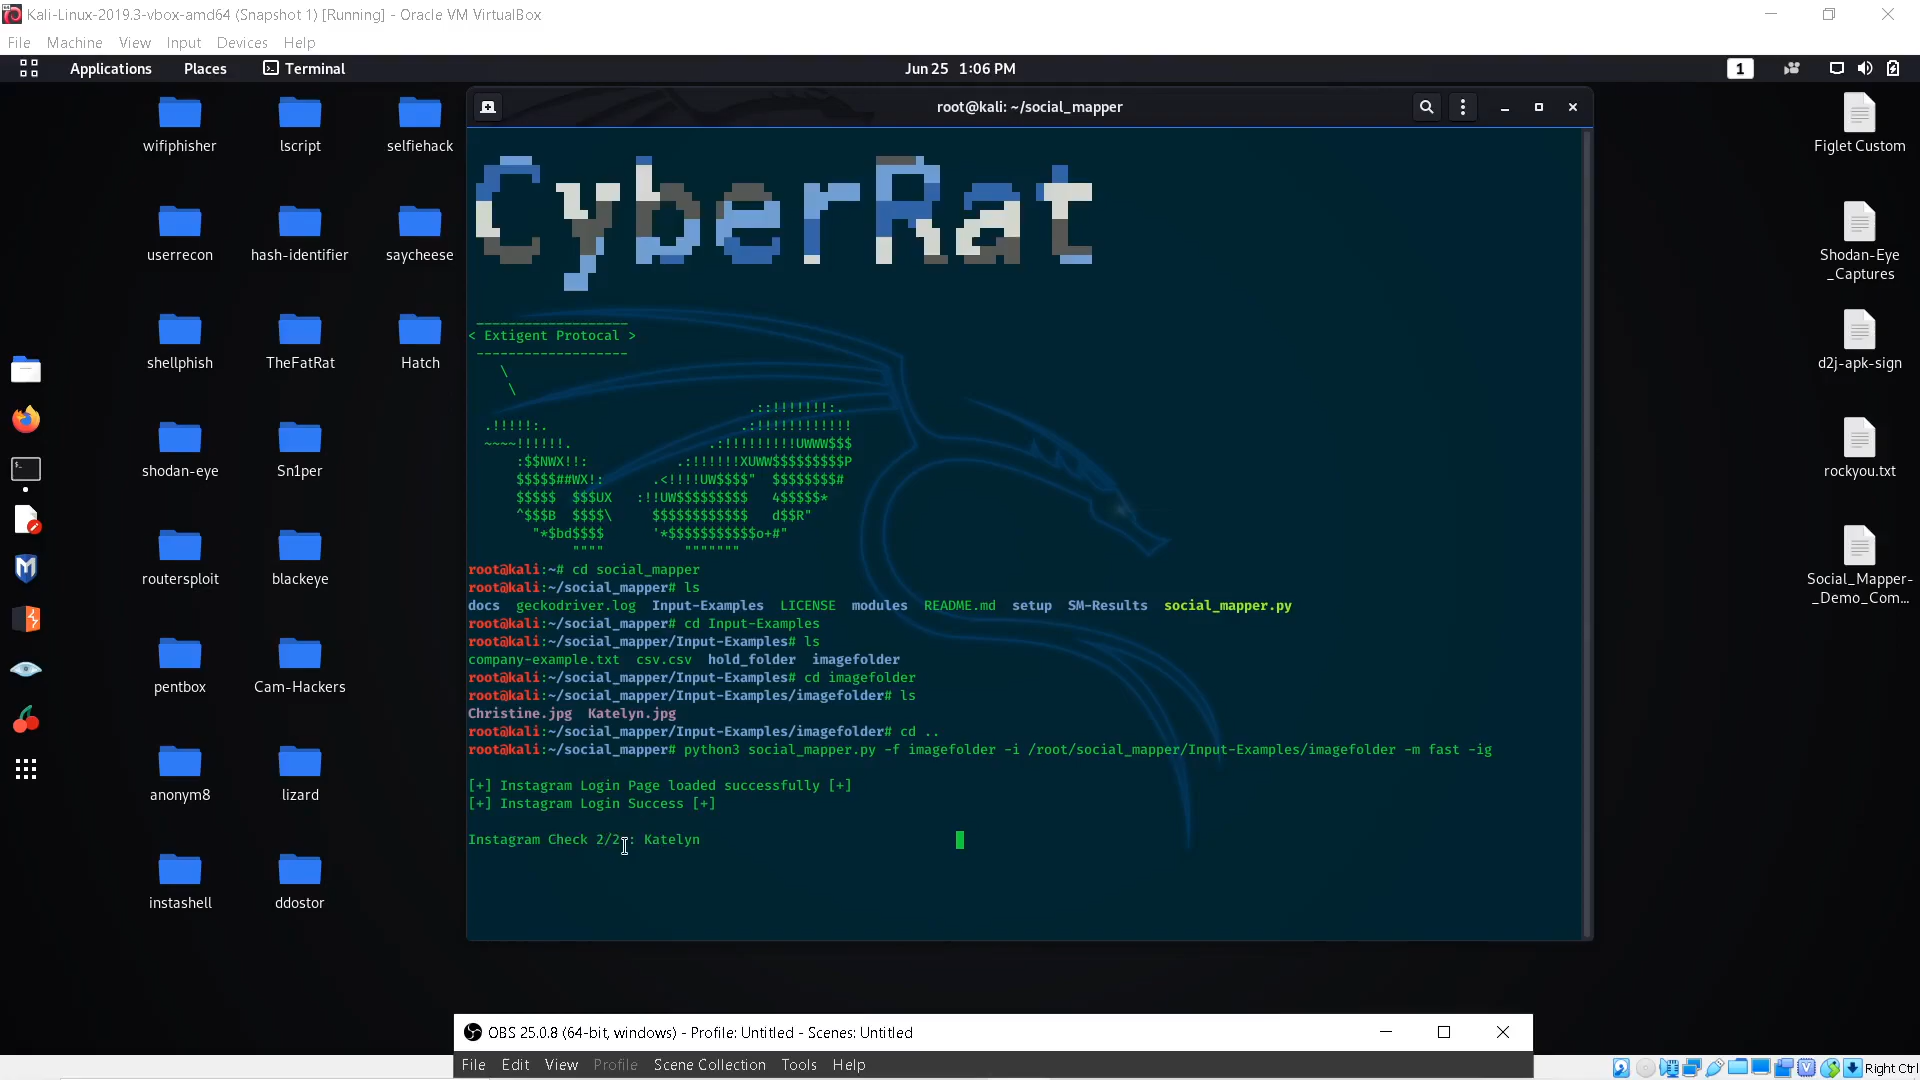 Kali-Linux-2019.3-vbox-amd64 (Snapshot 1) [Running] - Oracle VM VirtualBox
File Machine View Input Devices Help
Applications Places Terminal Jun 25 1:06 PM 1
root@kali: ~/social_mapper
wifiphisher lscript selfiehack
userrecon hash-identifier saycheese
shellphish TheFatRat Hatch
shodan-eye Sn1per
routersploit blackeye
pentbox Cam-Hackers
anonym8 lizard
instashell ddostor
CyberRat
< Extigent Protocal >
root@kali:~# cd social_mapper
root@kali:~/social_mapper# ls
docs geckodriver.log Input-Examples LICENSE modules README.md setup SM-Results social_mapper.py
root@kali:~/social_mapper# cd Input-Examples
root@kali:~/social_mapper/Input-Examples# ls
company-example.txt csv.csv hold_folder imagefolder
root@kali:~/social_mapper/Input-Examples# cd imagefolder
root@kali:~/social_mapper/Input-Examples/imagefolder# ls
Christine.jpg Katelyn.jpg
root@kali:~/social_mapper/Input-Examples/imagefolder# cd ..
root@kali:~/social_mapper# python3 social_mapper.py -f imagefolder -i /root/social_mapper/Input-Examples/imagefolder -m fast -ig
[+] Instagram Login Page loaded successfully [+]
[+] Instagram Login Success [+]
Instagram Check 2/2 : Katelyn
Figlet Custom
Shodan-Eye
_Captures
d2j-apk-sign
rockyou.txt
Social_Mapper-
_Demo_Com...
OBS 25.0.8 (64-bit, windows) - Profile: Untitled - Scenes: Untitled
File Edit View Profile Scene Collection Tools Help
Right Ctrl